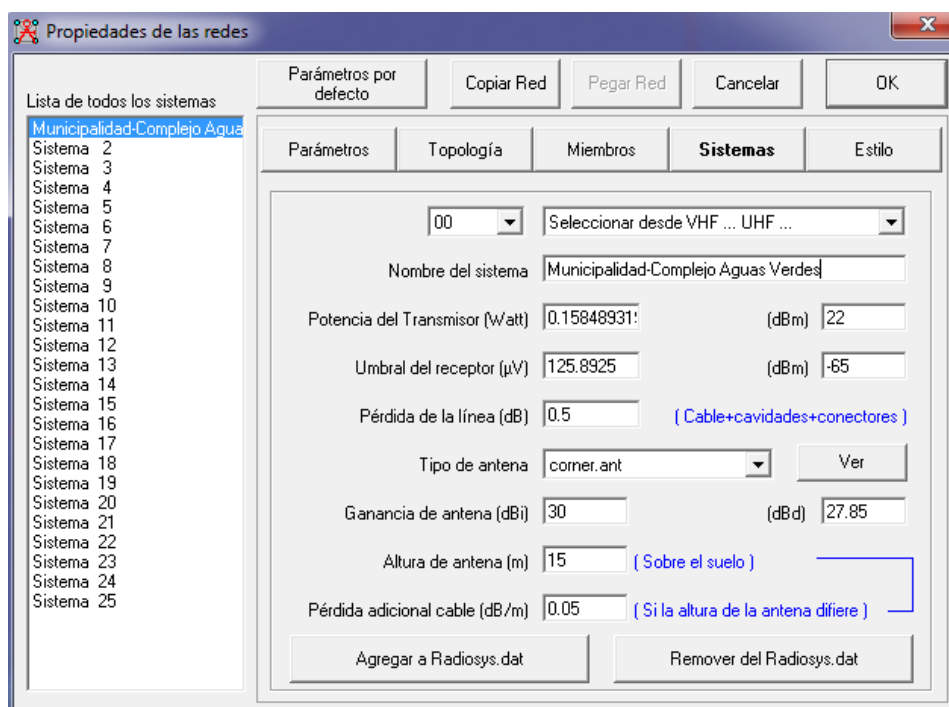 Propiedades de las redes
x
Lista de todos los sistemas
Parámetros por defecto
Copiar Red
Pegar Red
Cancelar
OK
Municipalidad-Complejo Agua
Sistema 2
Sistema 3
Sistema 4
Sistema 5
Sistema 6
Sistema 7
Sistema 8
Sistema 9
Sistema 10
Sistema 11
Sistema 12
Sistema 13
Sistema 14
Sistema 15
Sistema 16
Sistema 17
Sistema 18
Sistema 19
Sistema 20
Sistema 21
Sistema 22
Sistema 23
Sistema 24
Sistema 25
Parámetros
Topología
Miembros
Sistemas
Estilo
00 Seleccionar desde VHF ... UHF ...
Nombre del sistema Municipalidad-Complejo Aguas Verdes
Potencia del Transmisor (Watt) 0.15848931 (dBm) 22
Umbral del receptor (µV) 125.8925 (dBm) -65
Pérdida de la línea (dB) 0.5 ( Cable+cavidades+conectores )
Tipo de antena corner.ant Ver
Ganancia de antena (dBi) 30 (dBd) 27.85
Altura de antena (m) 15 ( Sobre el suelo )
Pérdida adicional cable (dB/m) 0.05 ( Si la altura de la antena difiere )
Agregar a Radiosys.dat
Remover del Radiosys.dat